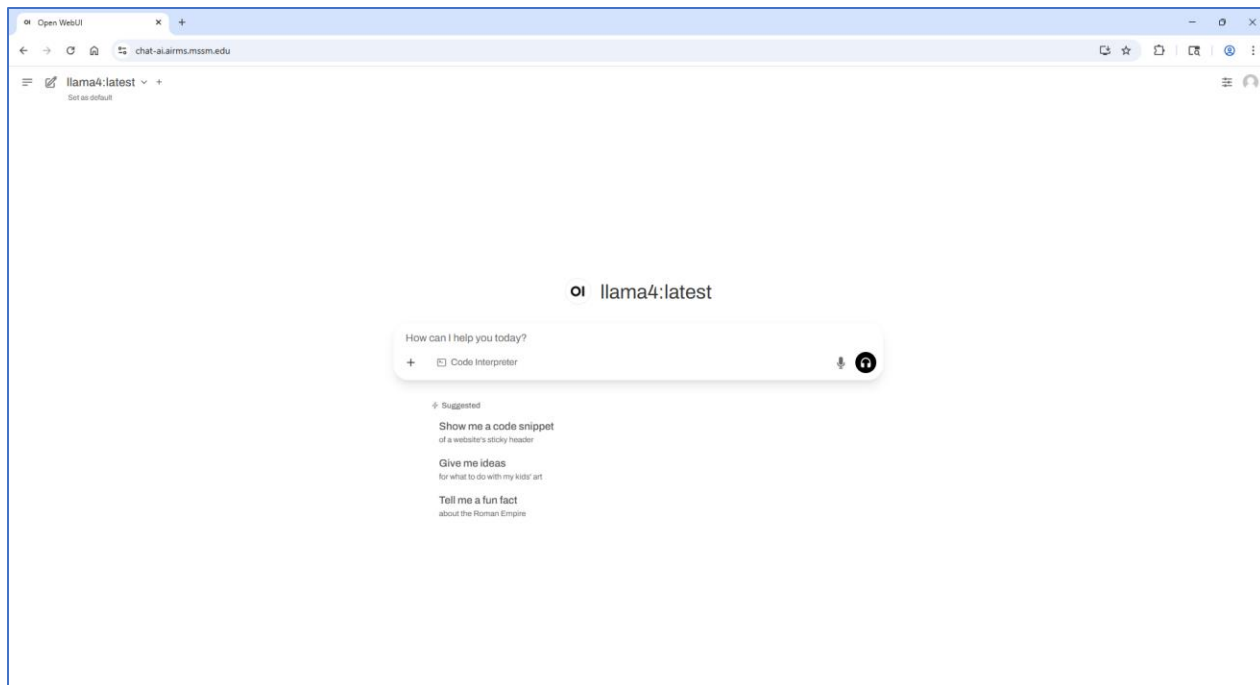 OI Open WebUI
chat-ai.airms.mssm.edu
llama4:latest
Set as default
OI llama4:latest
How can I help you today?
Code Interpreter
Suggested
Show me a code snippet
of a website's sticky header
Give me ideas
for what to do with my kids' art
Tell me a fun fact
about the Roman Empire